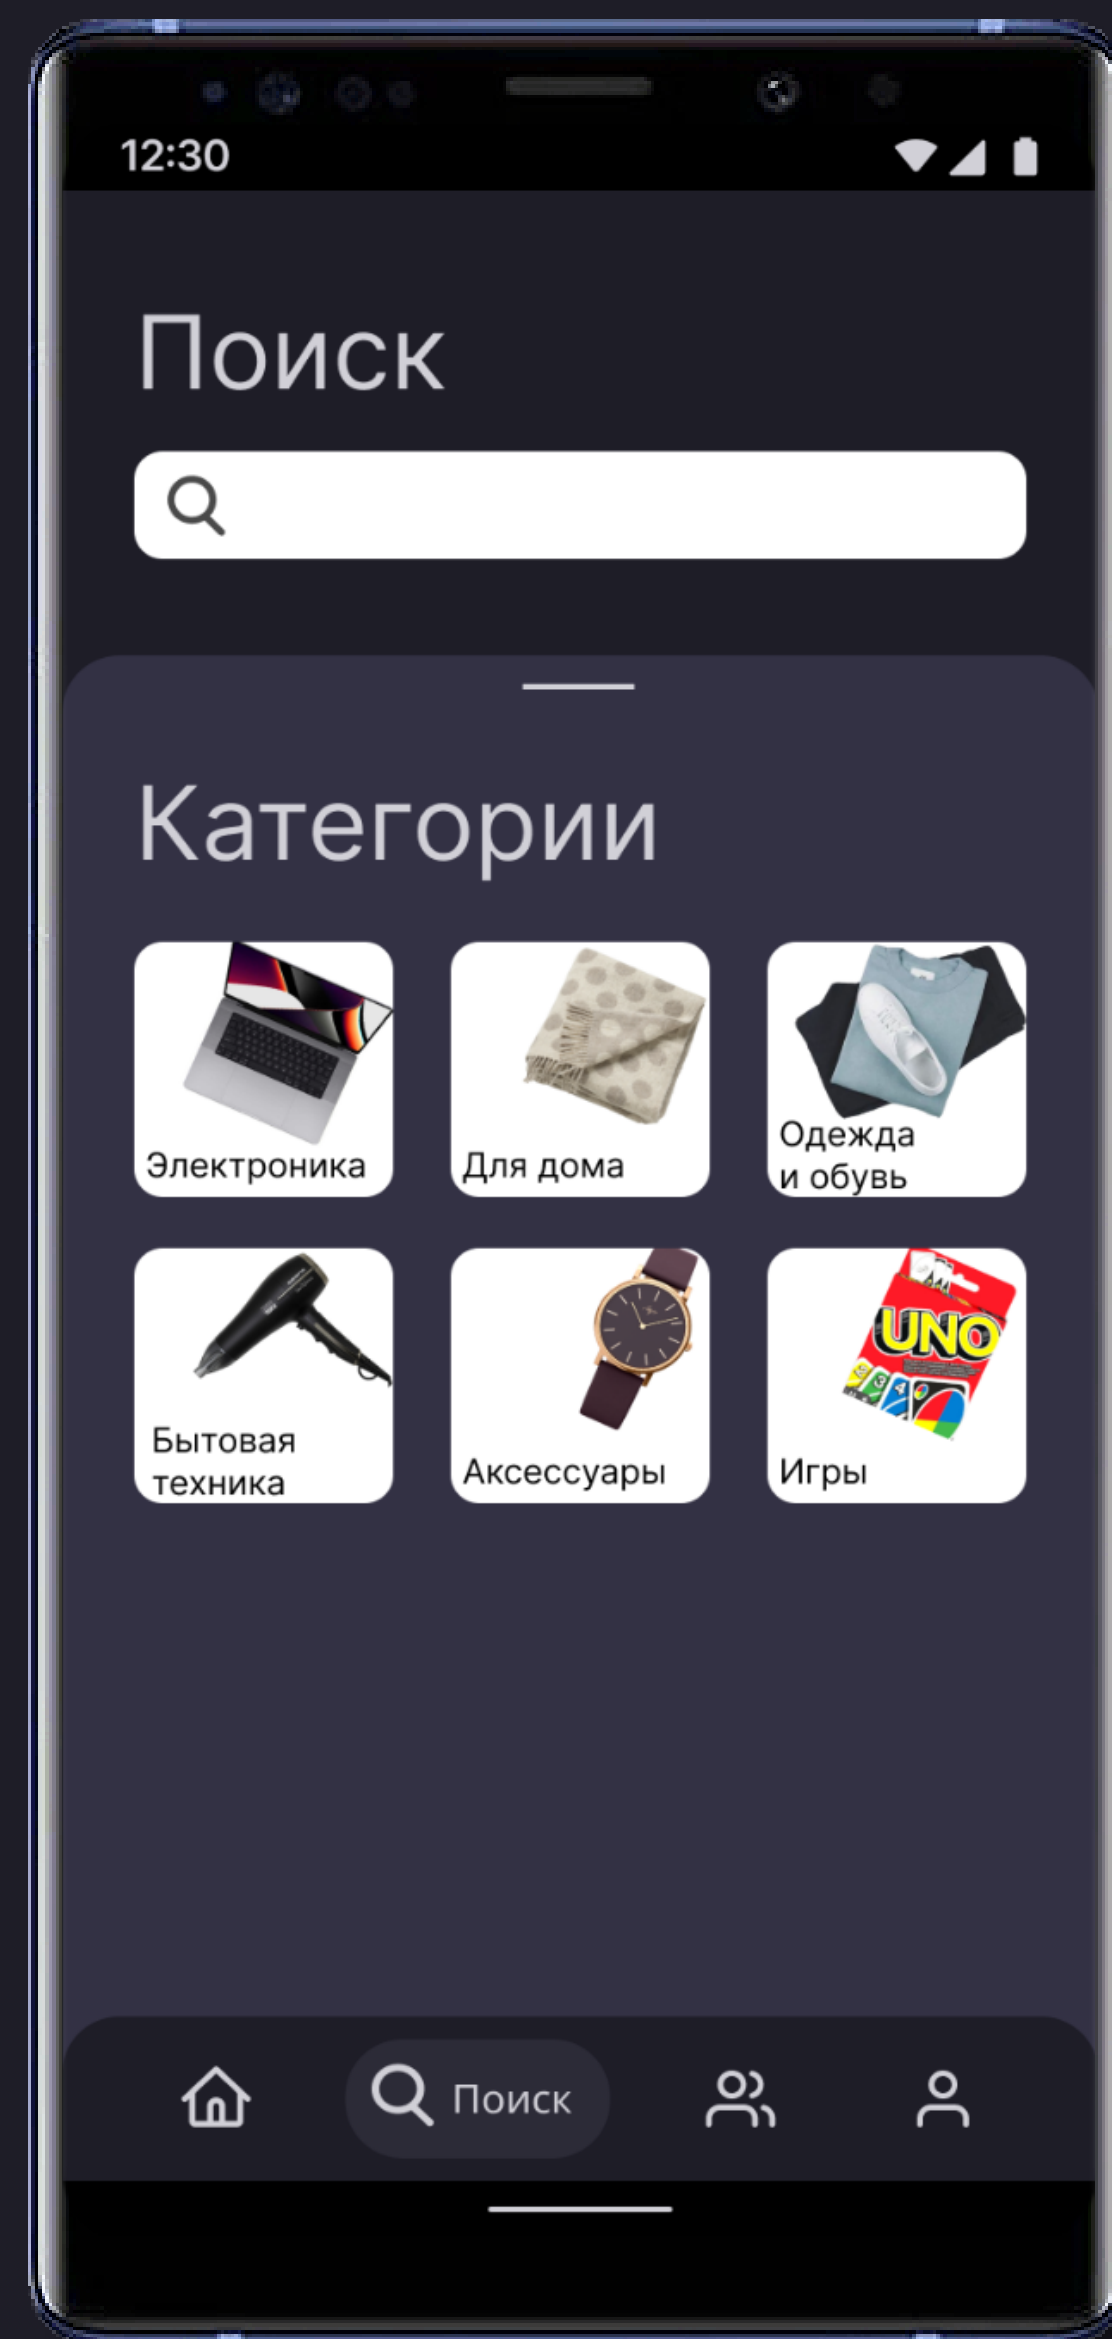 12:30
Поиск
Категории
Электроника
Для дома
Одежда
и обувь
Бытовая
техника
Аксессуары
UNO
Игры
Поиск